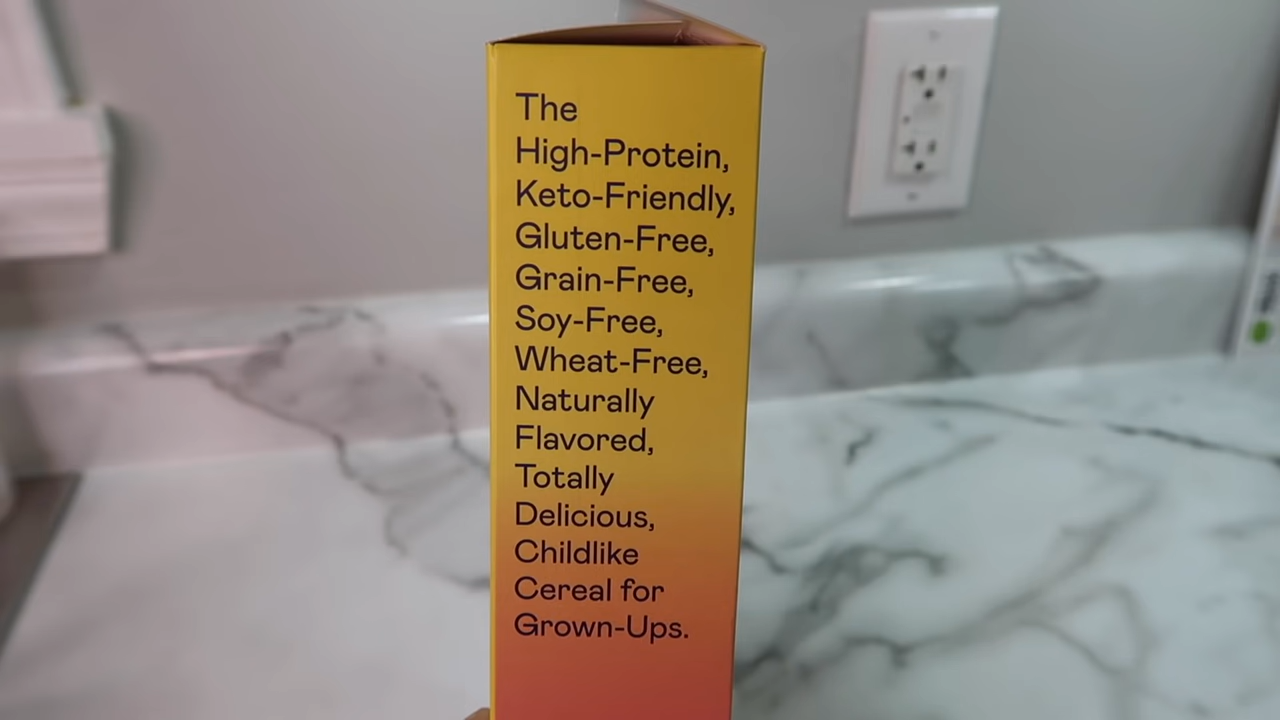 The
High-Protein,
Keto-Friendly,
Gluten-Free,
Grain-Free,
Soy-Free,
Wheat-Free,
Naturally
Flavored,
Totally
Delicious,
Childlike
Cereal for
Grown-Ups.